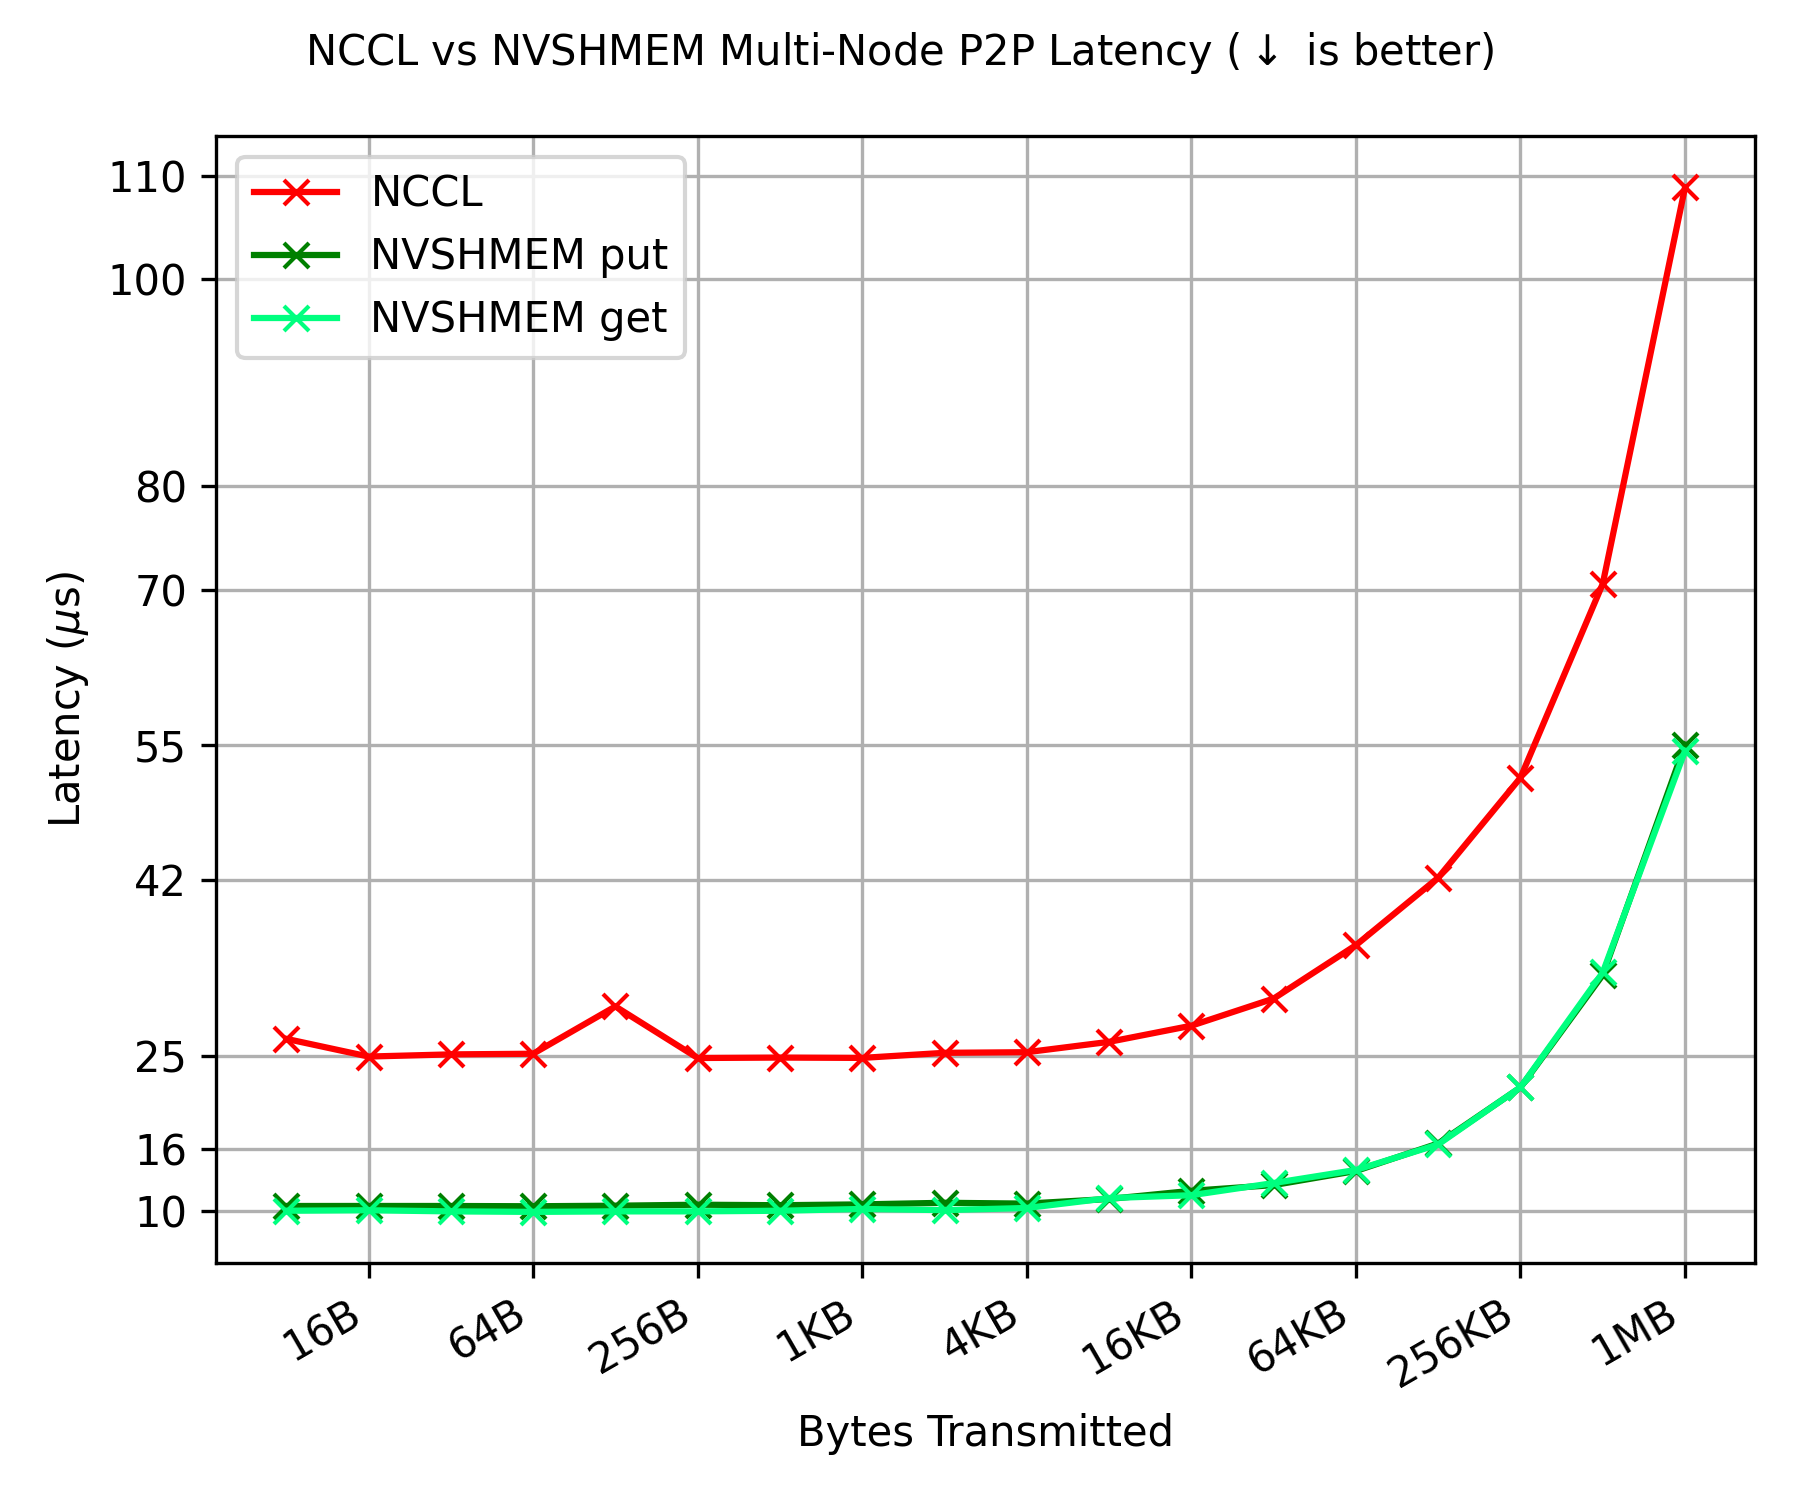 NCCL vs NVSHMEM Multi-Node P2P Latency (↓ is better)
NCCL
NVSHMEM put
NVSHMEM get
110
100
80
70
55
42
25
16
10
Latency (μs)
16B
64B
256B
1KB
4KB
16KB
64KB
256KB
1MB
Bytes Transmitted